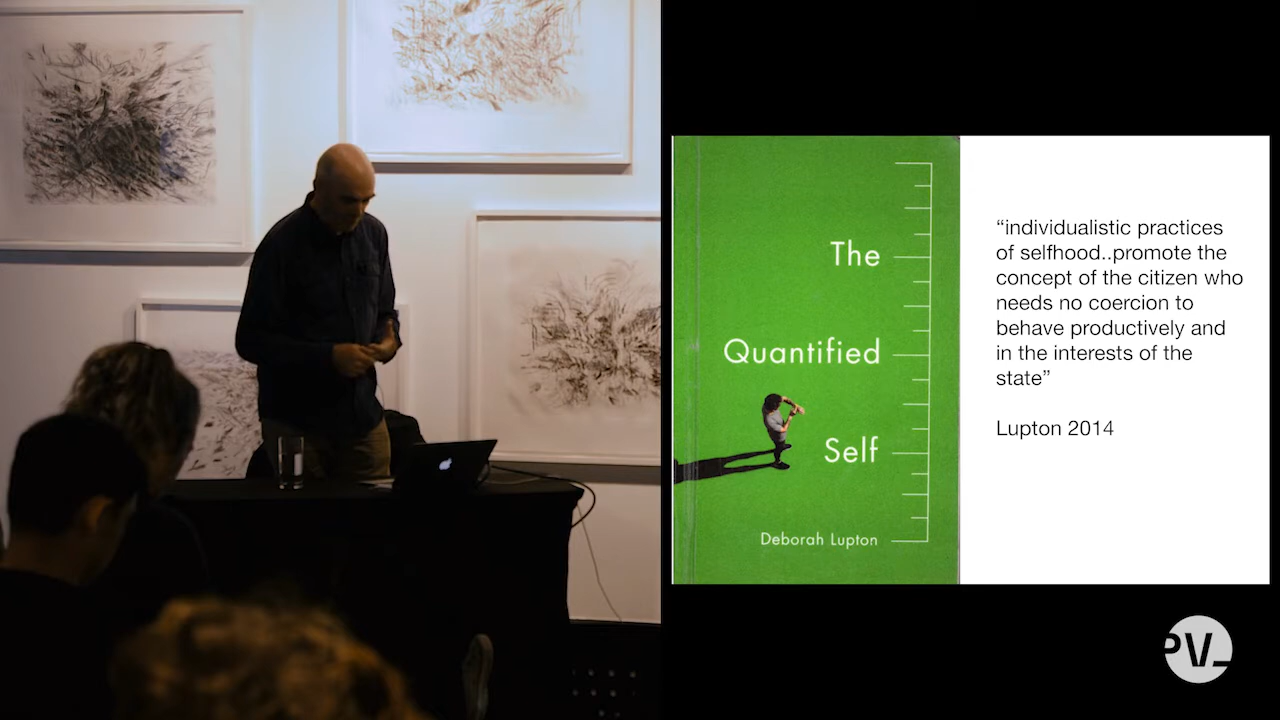 The
Quantified
Self
Deborah Lupton
“individualistic practices
of selfhood..promote the
concept of the citizen who
needs no coercion to
behave productively and
in the interests of the
state”
Lupton 2014
PV_